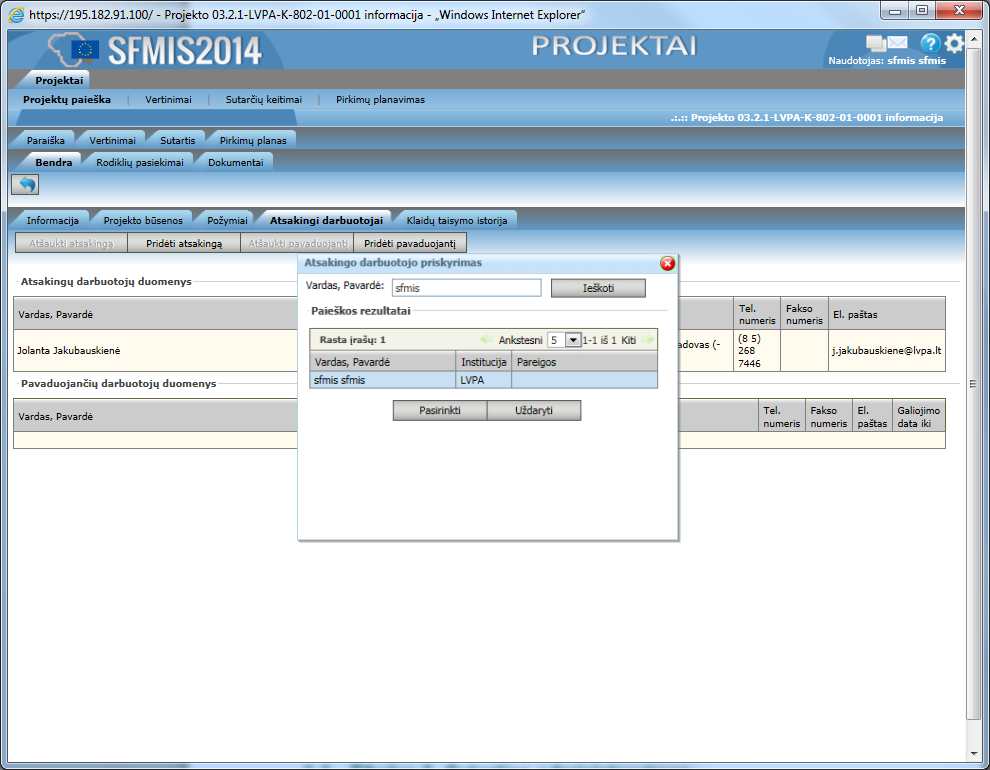 https://195.182.91.100/ - Projekto 03.2.1-LVPA-K-802-01-0001 informacija - „Windows Internet Explorer“
SFMIS2014
PROJEKTAI
Naudotojas: sfmis sfmis
Projektai
Projektų paieška | Vertinimai | Sutarčių keitimai | Pirkimų planavimas
.:.:: Projekto 03.2.1-LVPA-K-802-01-0001 informacija
Paraiška Vertinimai Sutartis Pirkimų planas
Bendra Rodiklių pasiekimai Dokumentai
Informacija Projekto būsenos Požymiai Atsakingi darbuotojai Klaidų taisymo istorija
Atšaukti atsakingą Pridėti atsakingą Atšaukti pavaduojantį Pridėti pavaduojantį
Atsakingo darbuotojo priskyrimas
Vardas, Pavardė: sfmis Ieškoti
Paieškos rezultatai
Rasta įrašų: 1 Ankstesni 5 1-1 iš 1 Kiti
Vardas, Pavardė Institucija Pareigos
sfmis sfmis LVPA
Pasirinkti Uždaryti
Atsakingų darbuotojų duomenys
Vardas, Pavardė Tel. numeris Fakso numeris El. paštas
Jolanta Jakubauskienė adovas (- (8 5) 268 7446 j.jakubauskiene@lvpa.lt
Pavaduojančių darbuotojų duomenys
Vardas, Pavardė Tel. numeris Fakso numeris El. paštas Galiojimo data iki